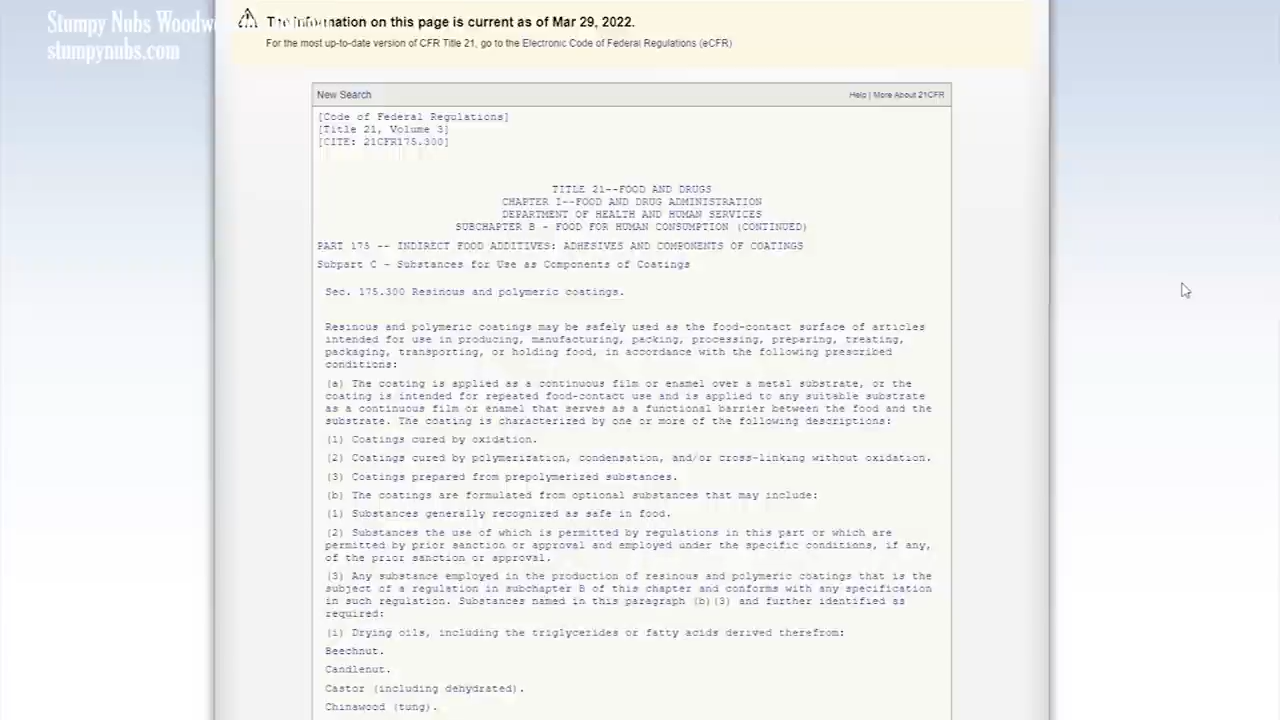 Stumpy Nubs
stumpynubs.com
The information on this page is current as of Mar 29, 2022.
For the most up-to-date version of CFR Title 21, go to the Electronic Code of Federal Regulations (eCFR)
New Search
Help | More About 21CFR
[Code of Federal Regulations]
[Title 21, Volume 3]
[CITE: 21CFR175.300]
TITLE 21--FOOD AND DRUGS
CHAPTER I--FOOD AND DRUG ADMINISTRATION
DEPARTMENT OF HEALTH AND HUMAN SERVICES
SUBCHAPTER B - FOOD FOR HUMAN CONSUMPTION (CONTINUED)
PART 175 -- INDIRECT FOOD ADDITIVES: ADHESIVES AND COMPONENTS OF COATINGS
Subpart C - Substances for Use as Components of Coatings
Sec. 175.300 Resinous and polymeric coatings.
Resinous and polymeric coatings may be safely used as the food-contact surface of articles
intended for use in producing, manufacturing, packing, processing, preparing, treating,
packaging, transporting, or holding food, in accordance with the following prescribed
conditions:
(a) The coating is applied as a continuous film or enamel over a metal substrate, or the
coating is intended for repeated food-contact use and is applied to any suitable substrate
as a continuous film or enamel that serves as a functional barrier between the food and the
substrate. The coating is characterized by one or more of the following descriptions:
(1) Coatings cured by oxidation.
(2) Coatings cured by polymerization, condensation, and/or cross-linking without oxidation.
(3) Coatings prepared from prepolymerized substances.
(b) The coatings are formulated from optional substances that may include:
(1) Substances generally recognized as safe in food.
(2) Substances the use of which is permitted by regulations in this part or which are
permitted by prior sanction or approval and employed under the specific conditions, if any,
of the prior sanction or approval.
(3) Any substance employed in the production of resinous and polymeric coatings that is the
subject of a regulation in subchapter B of this chapter and conforms with any specification
in such regulation. Substances named in this paragraph (b)(3) and further identified as
required:
(i) Drying oils, including the triglycerides or fatty acids derived therefrom:
Beechnut.
Candlenut.
Castor (including dehydrated).
Chinawood (tung).